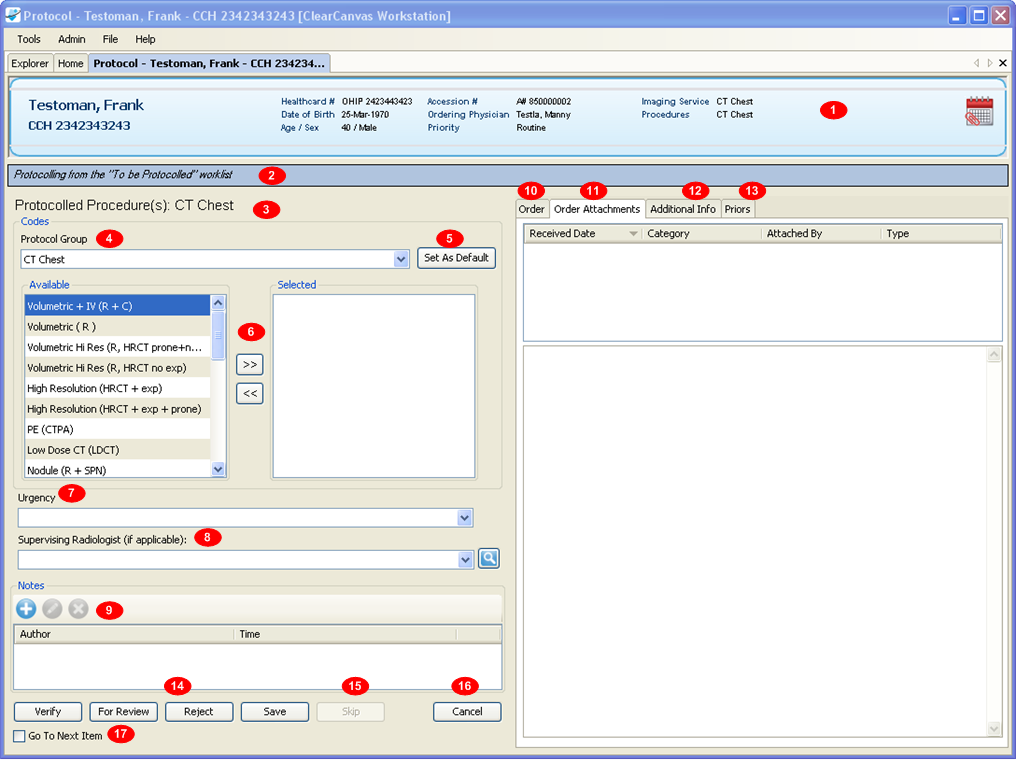 Protocol - Testoman, Frank - CCH 2342343243 [ClearCanvas Workstation]
Tools Admin File Help
Explorer Home Protocol - Testoman, Frank - CCH 234234...
Testoman, Frank
CCH 2342343243
Healthcard # OHIP 2423443423 Accession # A# 850000002 Imaging Service CT Chest
Date of Birth 25-Mar-1970 Ordering Physician Testla, Manny Procedures CT Chest
Age / Sex 40 / Male Priority Routine
1
Protocolling from the "To be Protocolled" worklist 2
10 11 12 13
Protocolled Procedure(s): CT Chest 3
Order Order Attachments Additional Info Priors
Codes
Protocol Group 4 5
CT Chest Set As Default
Received Date Category Attached By Type
Available Selected
Volumetric + IV (R + C)
Volumetric ( R )
Volumetric Hi Res (R, HRCT prone+n...
Volumetric Hi Res (R, HRCT no exp)
High Resolution (HRCT + exp)
High Resolution (HRCT + exp + prone)
PE (CTPA)
Low Dose CT (LDCT)
Nodule (R + SPN)
6
>>
<<
Urgency 7
Supervising Radiologist (if applicable): 8
Notes
9
Author Time
14 15 16
Verify For Review Reject Save Skip Cancel
Go To Next Item 17